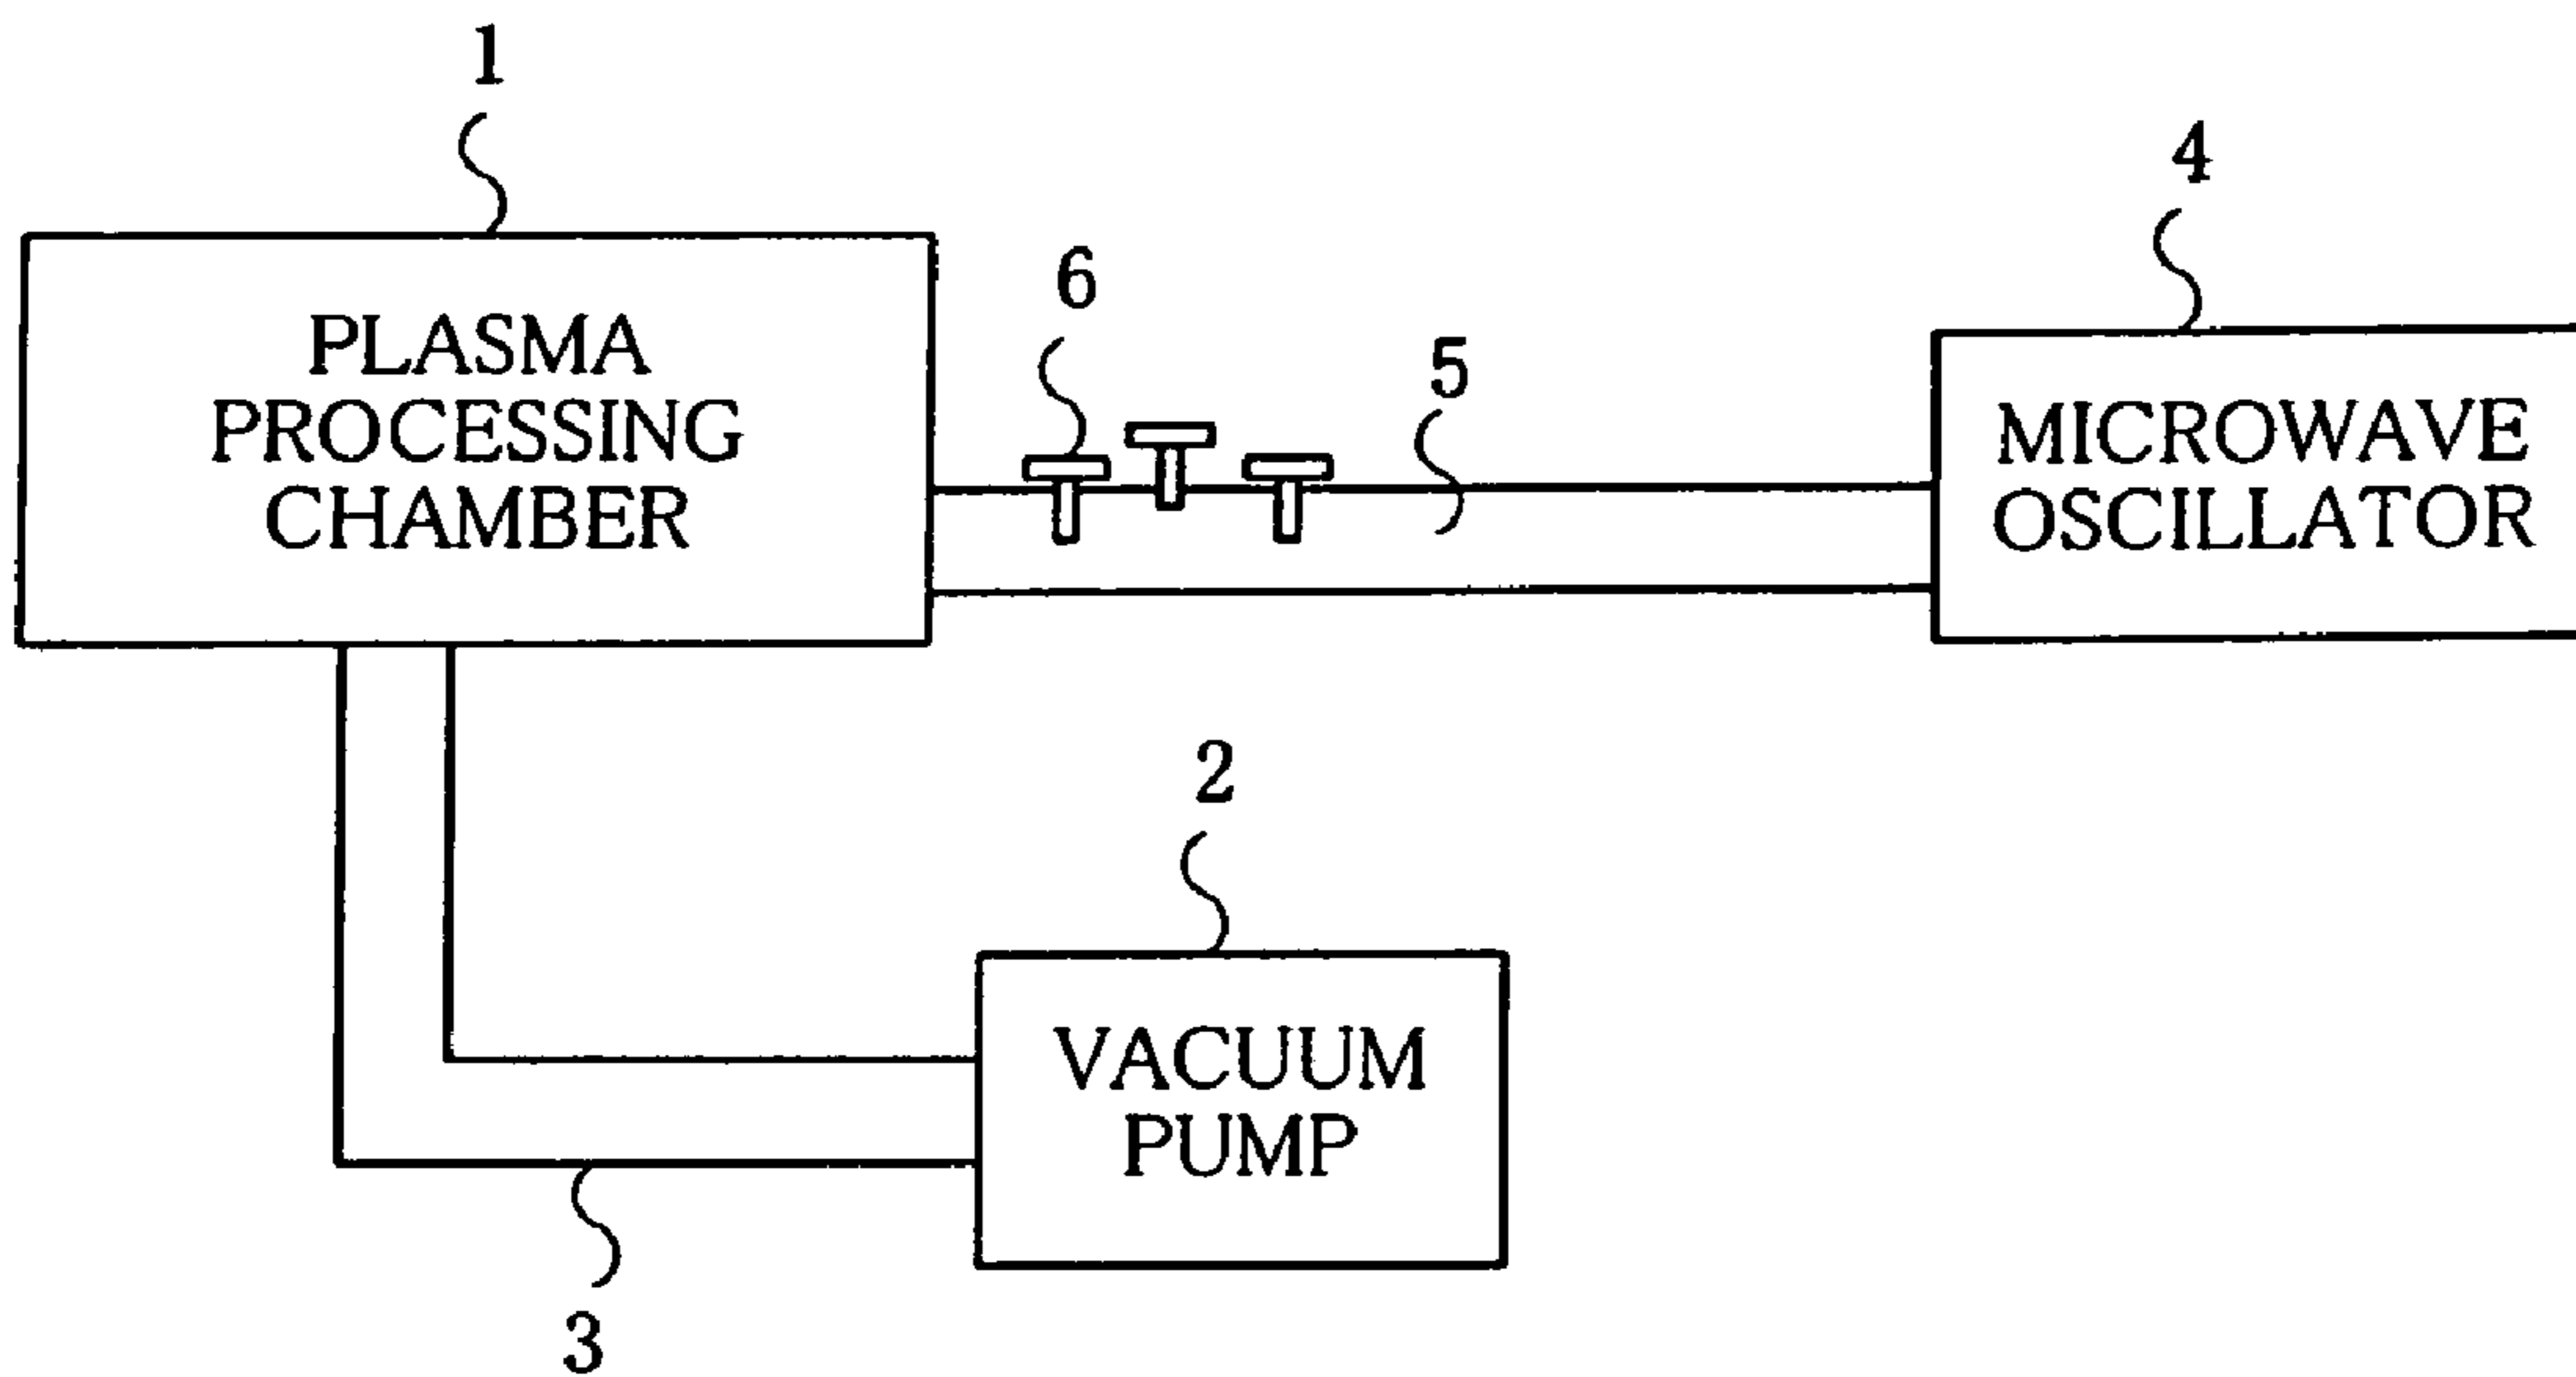 1
4
6
5
PLASMA
PROCESSING
CHAMBER
MICROWAVE
OSCILLATOR
2
VACUUM
PUMP
3